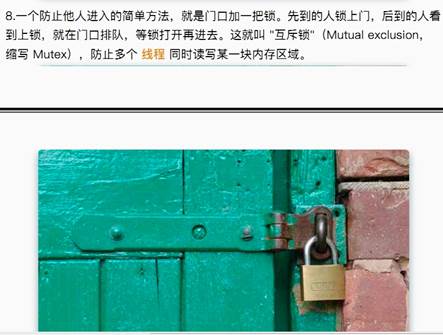 8.一个防止他人进入的简单方法，就是门口加一把锁。先到的人锁上门，后到的人看
到上锁，就在门口排队，等锁打开再进去。这就叫 "互斥锁"（Mutual exclusion，
缩写 Mutex），防止多个 线程 同时读写某一块内存区域。